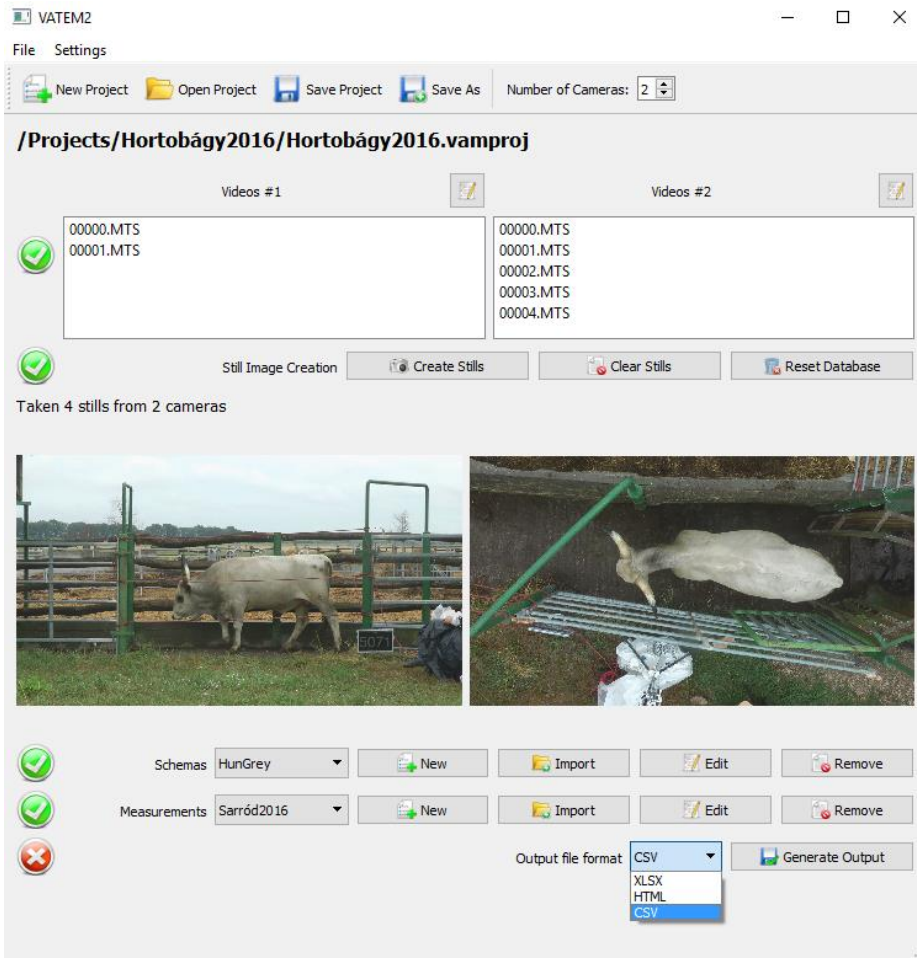 VATEM2
File Settings
New Project Open Project Save Project Save As Number of Cameras: 2
/Projects/Hortobágy2016/Hortobágy2016.vamproj
Videos #1 Videos #2
00000.MTS 00000.MTS
00001.MTS 00001.MTS
00002.MTS
00003.MTS
00004.MTS
Still Image Creation Create Stills Clear Stills Reset Database
Taken 4 stills from 2 cameras
5071
Schemas HunGrey New Import Edit Remove
Measurements Sarród2016 New Import Edit Remove
Output file format CSV Generate Output
XLSX
HTML
CSV